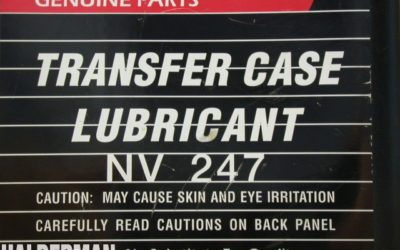 GENUINE PARTS
TRANSFER CASE
LUBRICANT
NV 247
CAUTION: MAY CAUSE SKIN AND EYE IRRITATION
CAREFULLY READ CAUTIONS ON BACK PANEL